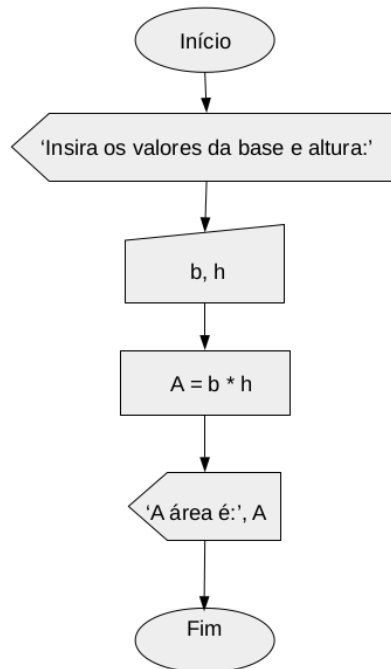 Início
‘Insira os valores da base e altura:’
b, h
A = b * h
‘A área é:’, A
Fim